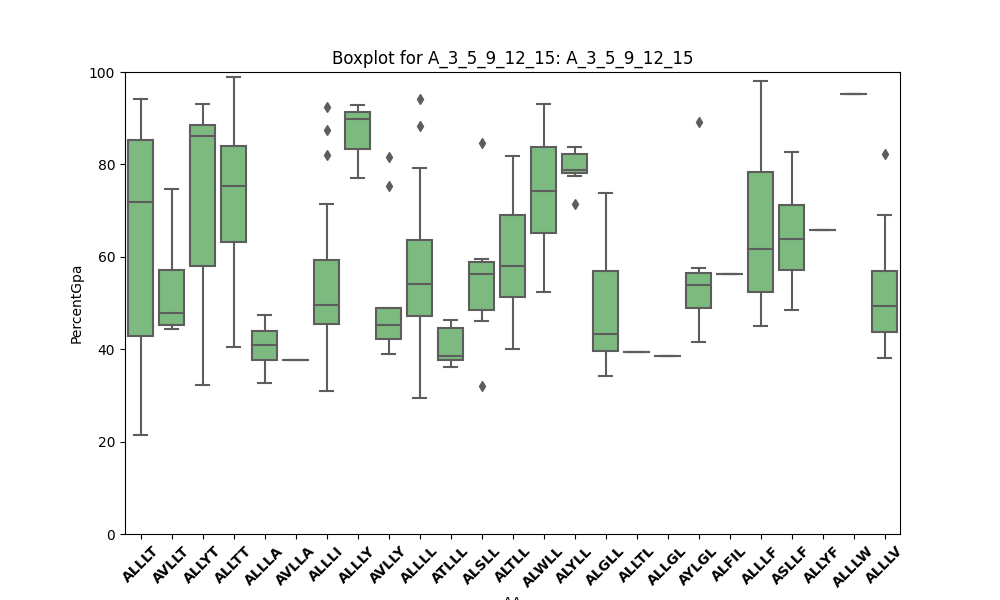 Boxplot for A_3_5_9_12_15: A_3_5_9_12_15
100
80
60
40
20
0
PercentGpa
ALLLT AVLLT ALLYT ALLTT ALLLA AVLLA ALLLI ALLLY AVLLY ALLLL ATLLL ALSLL ALTLL ALWLL ALYLL ALGLL ALLTL ALLGL AYLGL ALFIL ALLLF ASLLF ALLYF ALLLW ALLLV